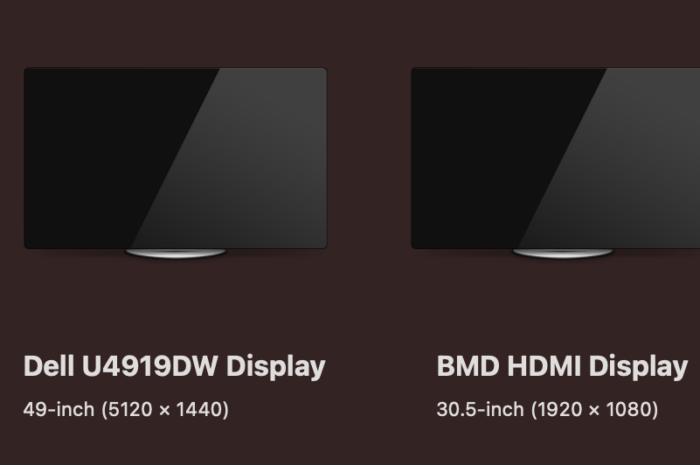 Dell U4919DW Display
49-inch (5120 × 1440)
BMD HDMI Display
30.5-inch (1920 × 1080)